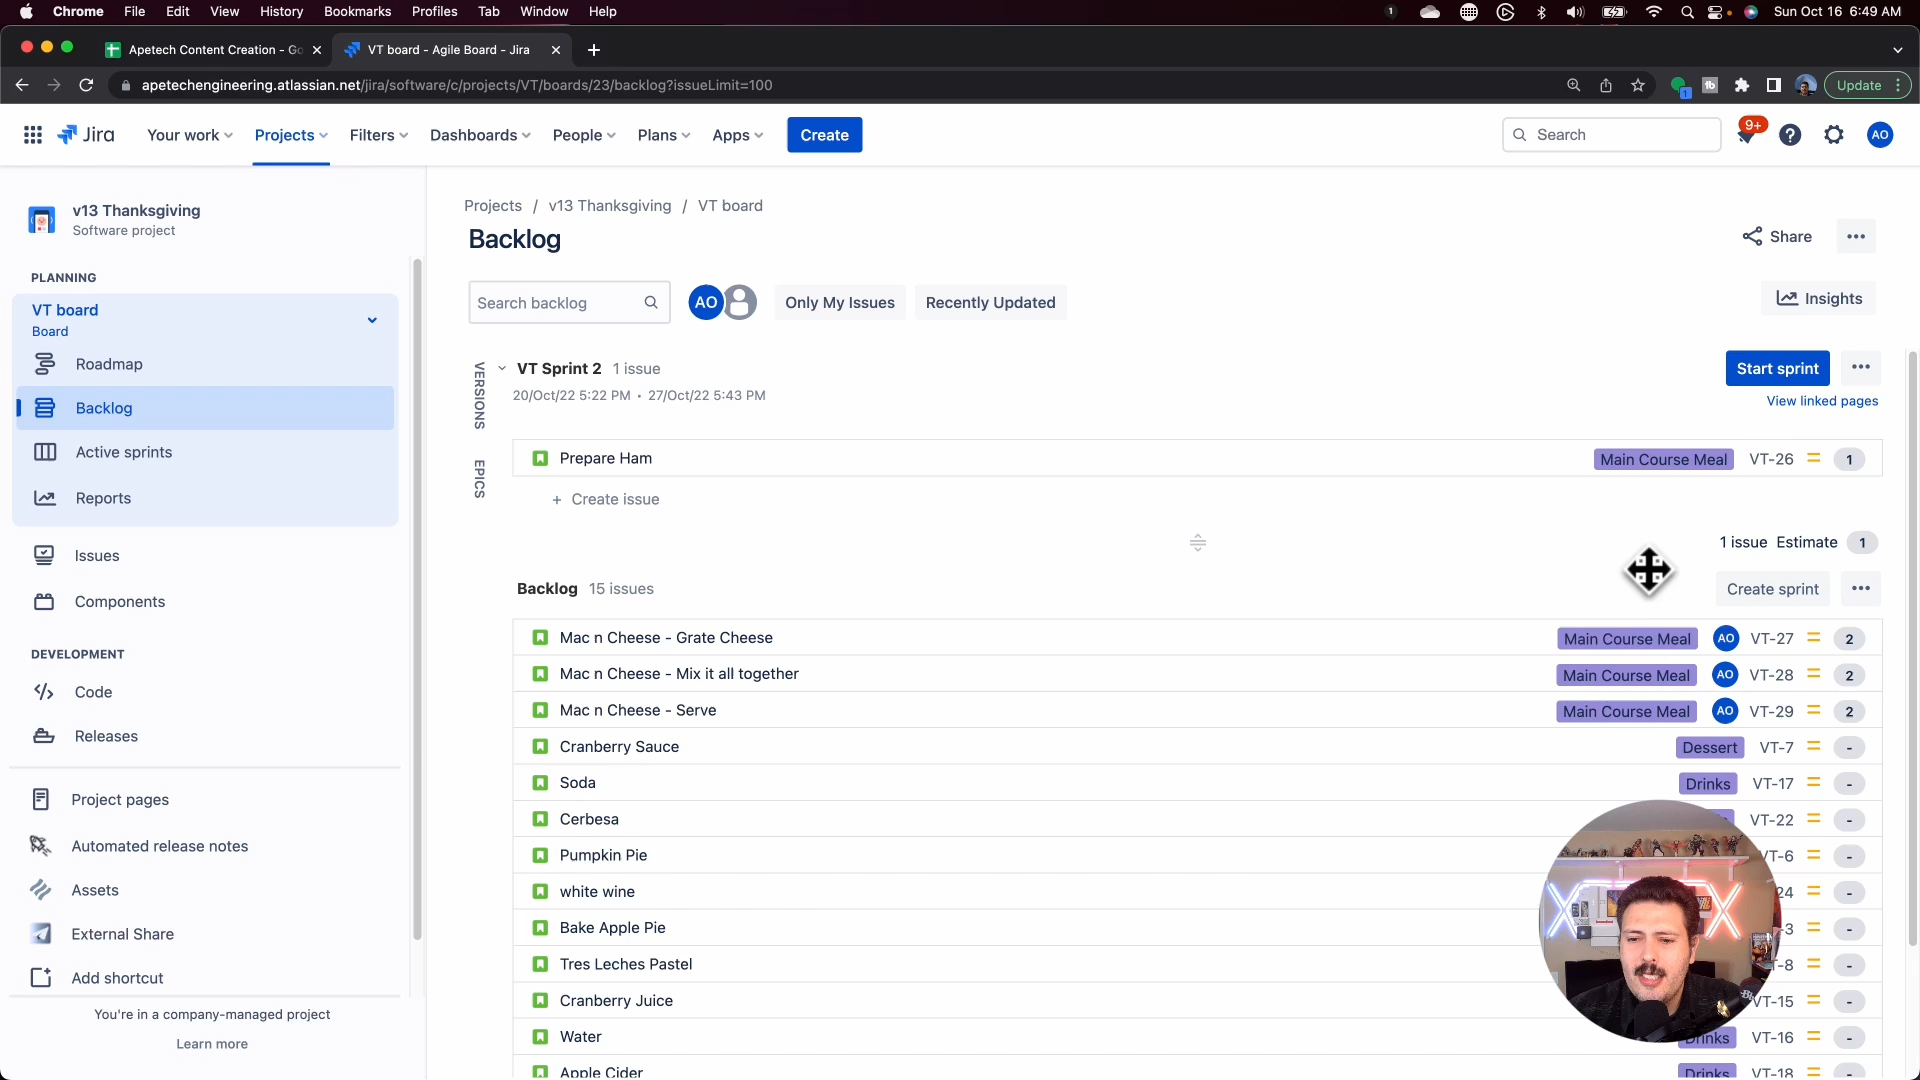 Chrome File Edit View History Bookmarks Profiles Tab Window Help
1 Sun Oct 16 6:49 AM
Apetech Content Creation - Go
VT board - Agile Board - Jira
apetechengineering.atlassian.net/jira/software/c/projects/VT/boards/23/backlog?issueLimit=100
1
tb
Update
Jira
Your work Projects Filters Dashboards People Plans Apps Create
Search
9+
AO
v13 Thanksgiving
Software project
PLANNING
VT board
Board
Roadmap
Backlog
Active sprints
Reports
Issues
Components
DEVELOPMENT
Code
Releases
Project pages
Automated release notes
Assets
External Share
Add shortcut
You're in a company-managed project
Learn more
Projects / v13 Thanksgiving / VT board
Backlog
Share
Search backlog
AO
Only My Issues
Recently Updated
Insights
VERSIONS
EPICS
VT Sprint 2 1 issue
20/Oct/22 5:22 PM • 27/Oct/22 5:43 PM
Start sprint
View linked pages
Prepare Ham Main Course Meal VT-26 1
+ Create issue
1 issue Estimate 1
Backlog 15 issues
Create sprint
Mac n Cheese - Grate Cheese Main Course Meal AO VT-27 2
Mac n Cheese - Mix it all together Main Course Meal AO VT-28 2
Mac n Cheese - Serve Main Course Meal AO VT-29 2
Cranberry Sauce Dessert VT-7 -
Soda Drinks VT-17 -
Cerbesa VT-22 -
Pumpkin Pie VT-6 -
white wine 24 -
Bake Apple Pie -3 -
Tres Leches Pastel -8 -
Cranberry Juice VT-15 -
Water Drinks VT-16 -
Apple Cider Drinks VT-18 -